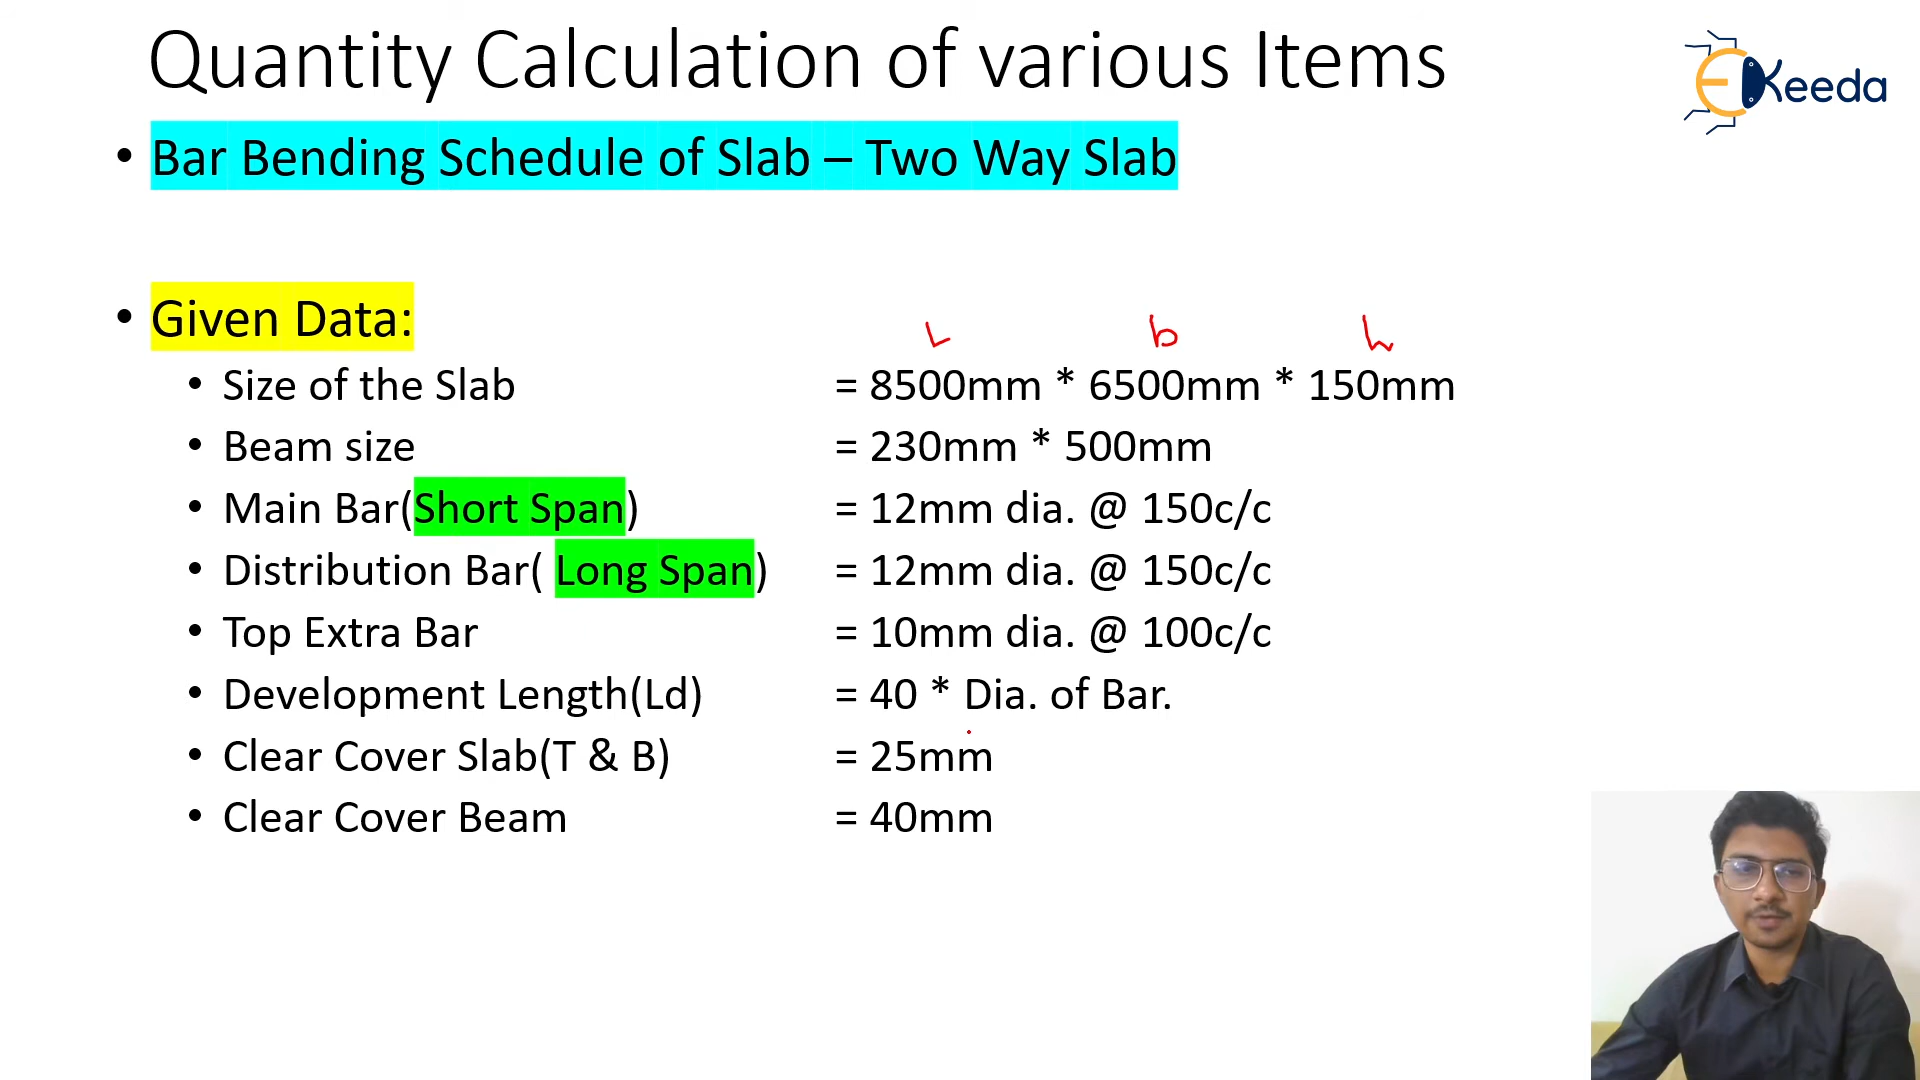 Quantity Calculation of various Items
EKeeda
• Bar Bending Schedule of Slab – Two Way Slab
• Given Data:
L b h
• Size of the Slab = 8500mm * 6500mm * 150mm
• Beam size = 230mm * 500mm
• Main Bar(Short Span) = 12mm dia. @ 150c/c
• Distribution Bar( Long Span) = 12mm dia. @ 150c/c
• Top Extra Bar = 10mm dia. @ 100c/c
• Development Length(Ld) = 40 * Dia. of Bar.
• Clear Cover Slab(T & B) = 25mm
• Clear Cover Beam = 40mm